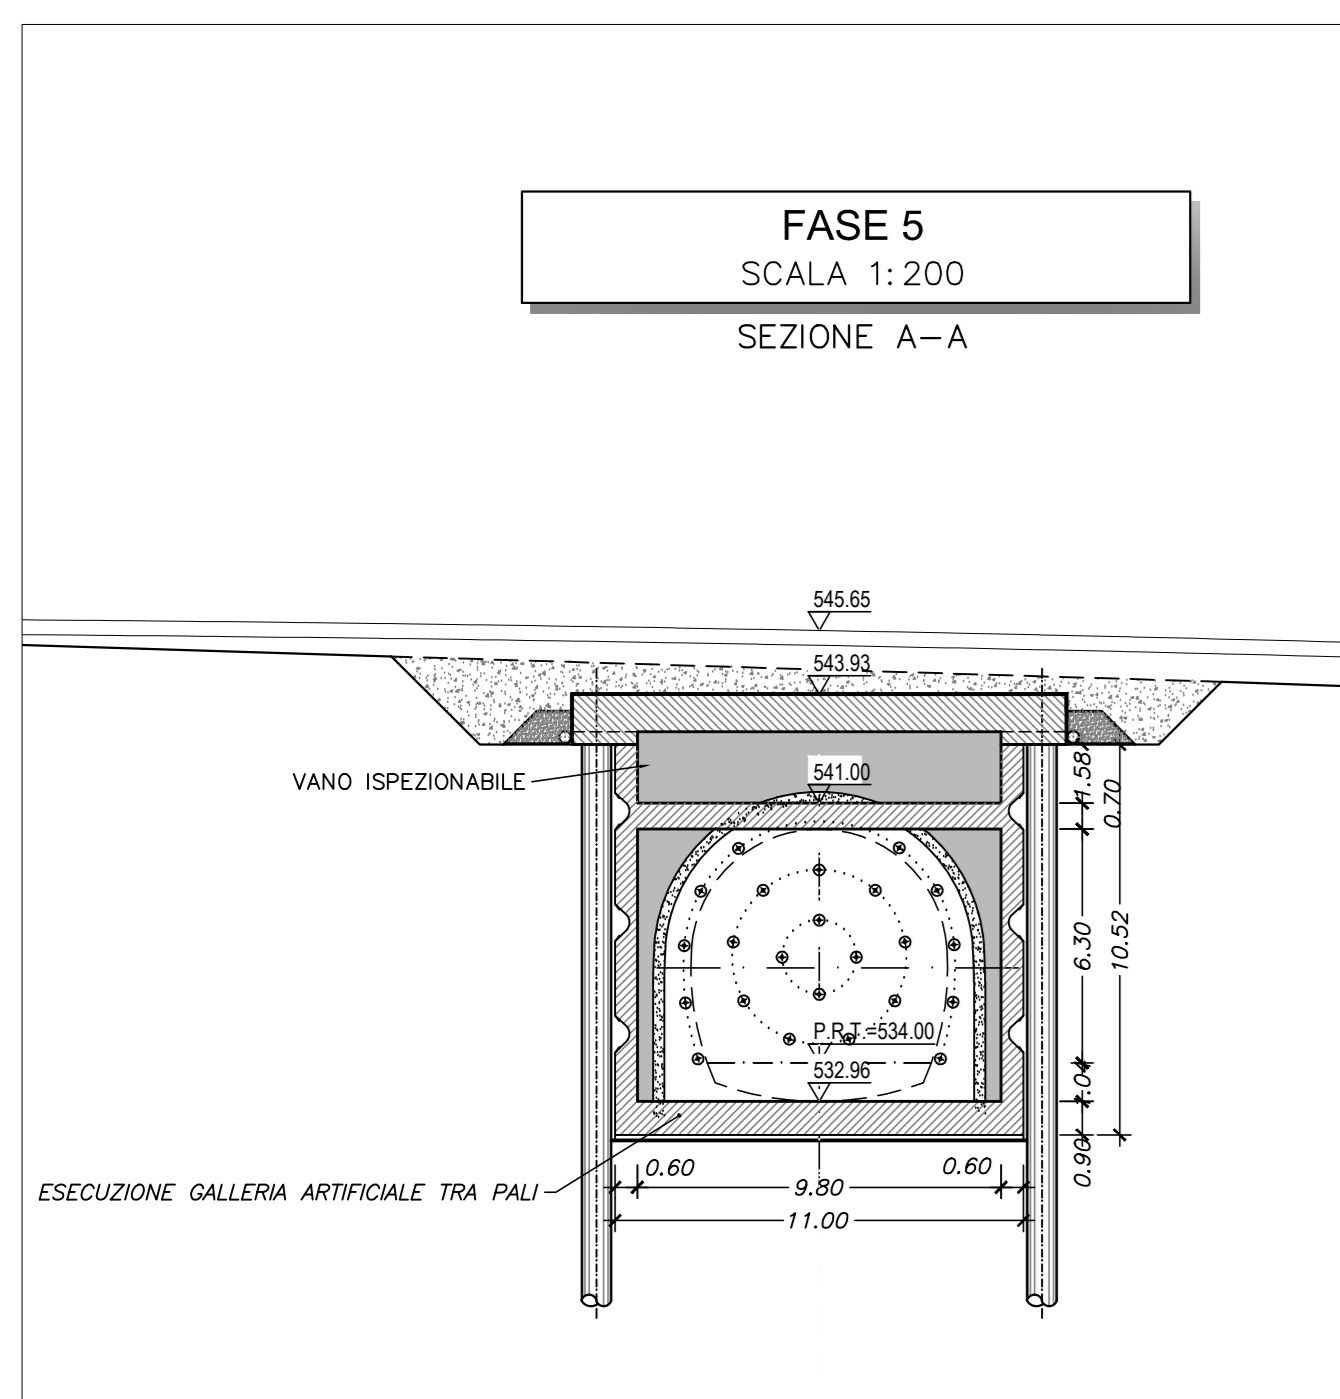 FASE 5
SCALA 1:200
SEZIONE A-A
545.65
543.93
541.00
VANO ISPEZIONABILE
1.58
0.70
6.30
10.52
P.R.T.=534.00
532.96
1.04
0.90
0.60
0.60
9.80
11.00
ESECUZIONE GALLERIA ARTIFICIALE TRA PALI